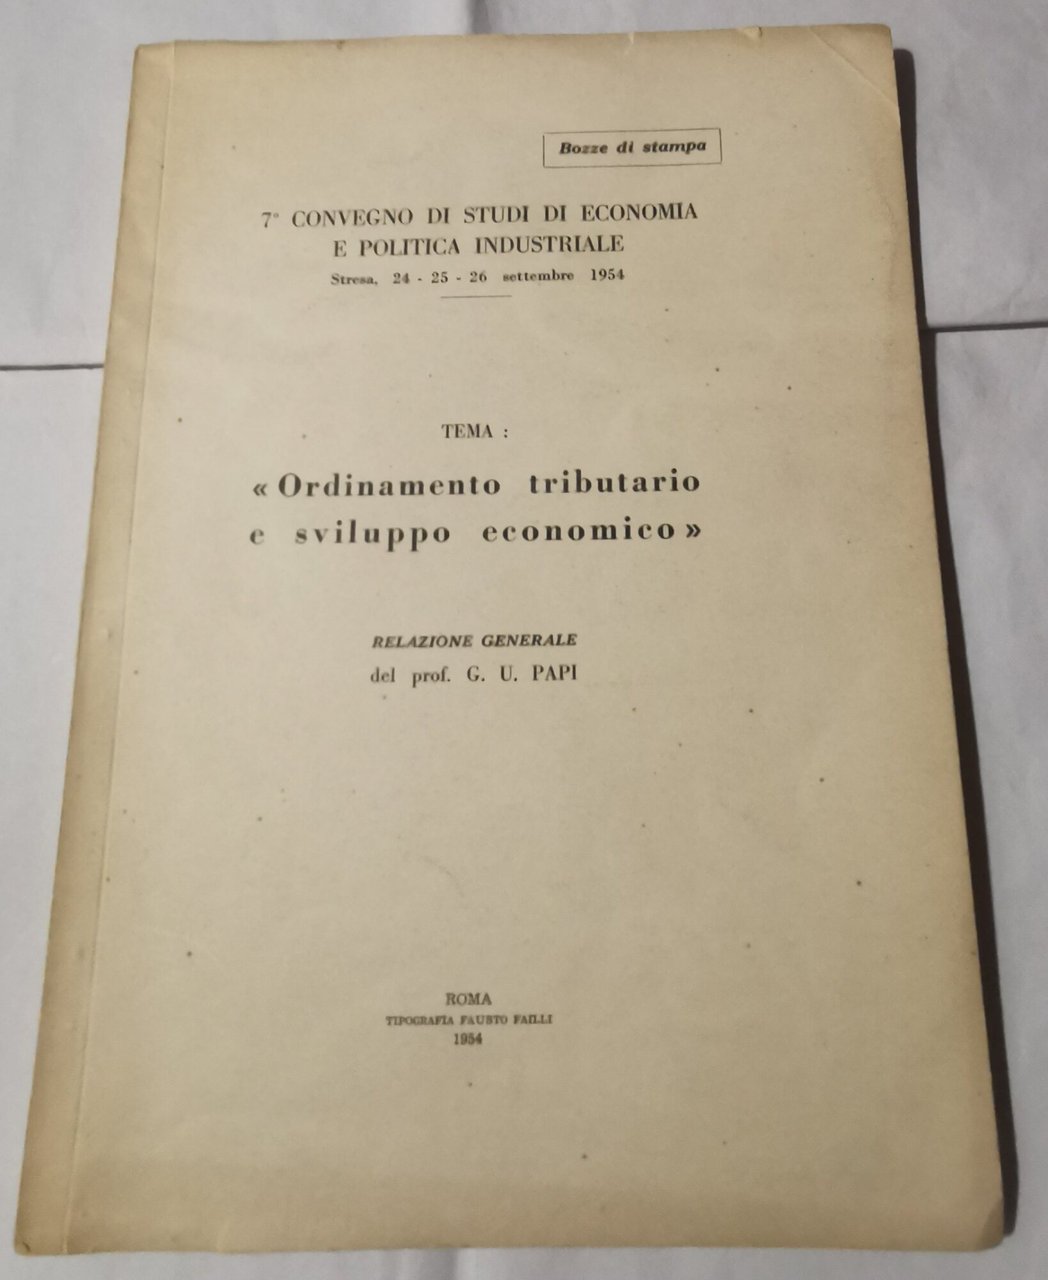 Bozze di stampa
7° CONVEGNO DI STUDI DI ECONOMIA
E POLITICA INDUSTRIALE
Stresa, 24 - 25 - 26 settembre 1954
TEMA :
« Ordinamento tributario
e sviluppo economico »
RELAZIONE GENERALE
del prof. G. U. PAPI
ROMA
TIPOGRAFIA FAUSTO FAILLI
1954